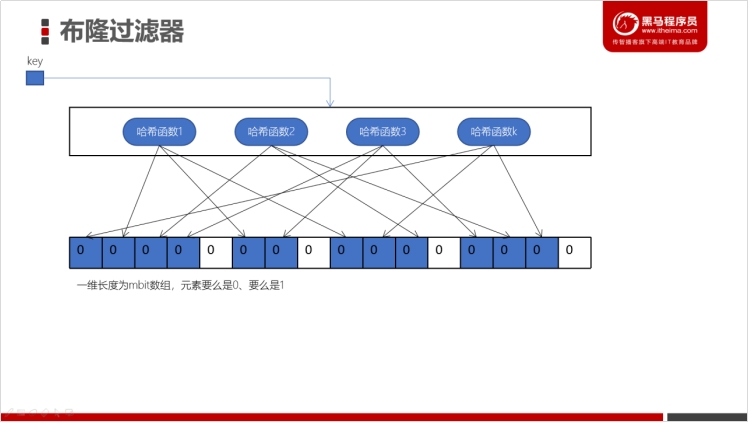 布隆过滤器
黑马程序员
www.itheima.com
传智播客旗下高端IT教育品牌
key
哈希函数1 哈希函数2 哈希函数3 哈希函数k
0 0 0 0 0 0 0 0 0 0 0 0 0 0 0 0
一维长度为mbit数组，元素要么是0、要么是1